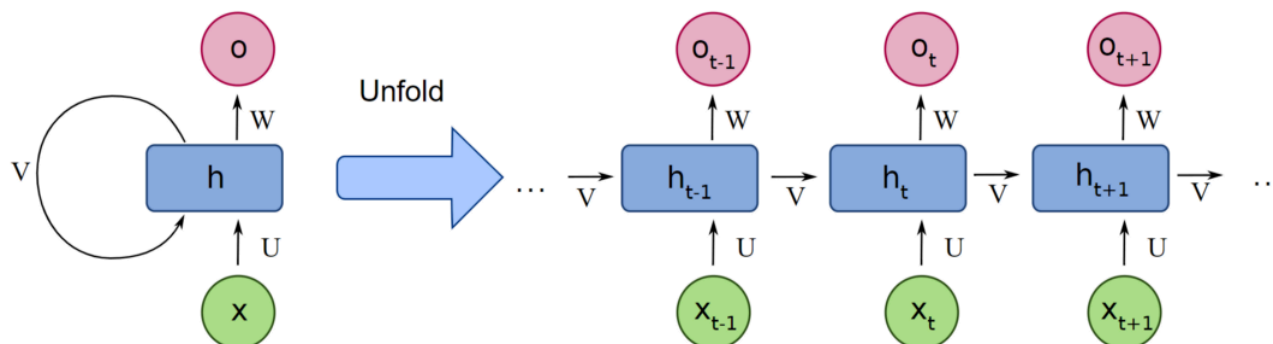 o o_{t-1} o_t o_{t+1}
Unfold
W W W W
V h ... V h_{t-1} V h_t V h_{t+1} V ..
U U U U
x x_{t-1} x_t x_{t+1}